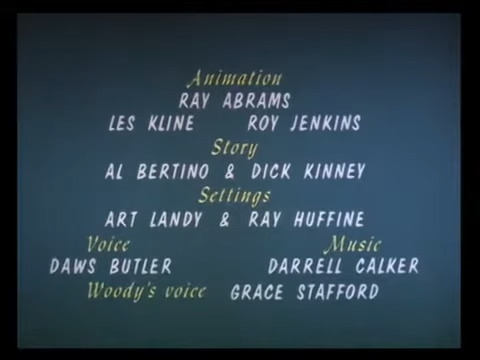 Animation
RAY ABRAMS
LES KLINE ROY JENKINS
Story
AL BERTINO & DICK KINNEY
Settings
ART LANDY & RAY HUFFINE
Voice Music
DAWS BUTLER DARRELL CALKER
Woody's voice GRACE STAFFORD